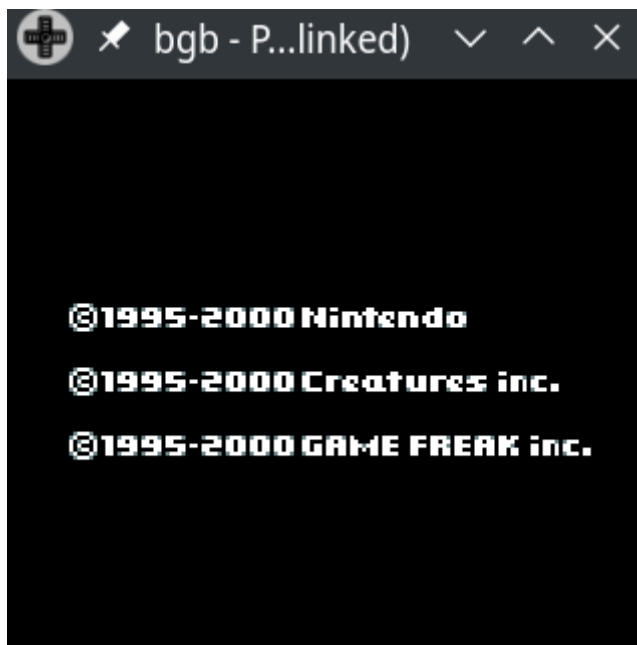 bgb - P...linked)
©1995-2000 Nintendo
©1995-2000 Creatures inc.
©1995-2000 GAME FREAK inc.